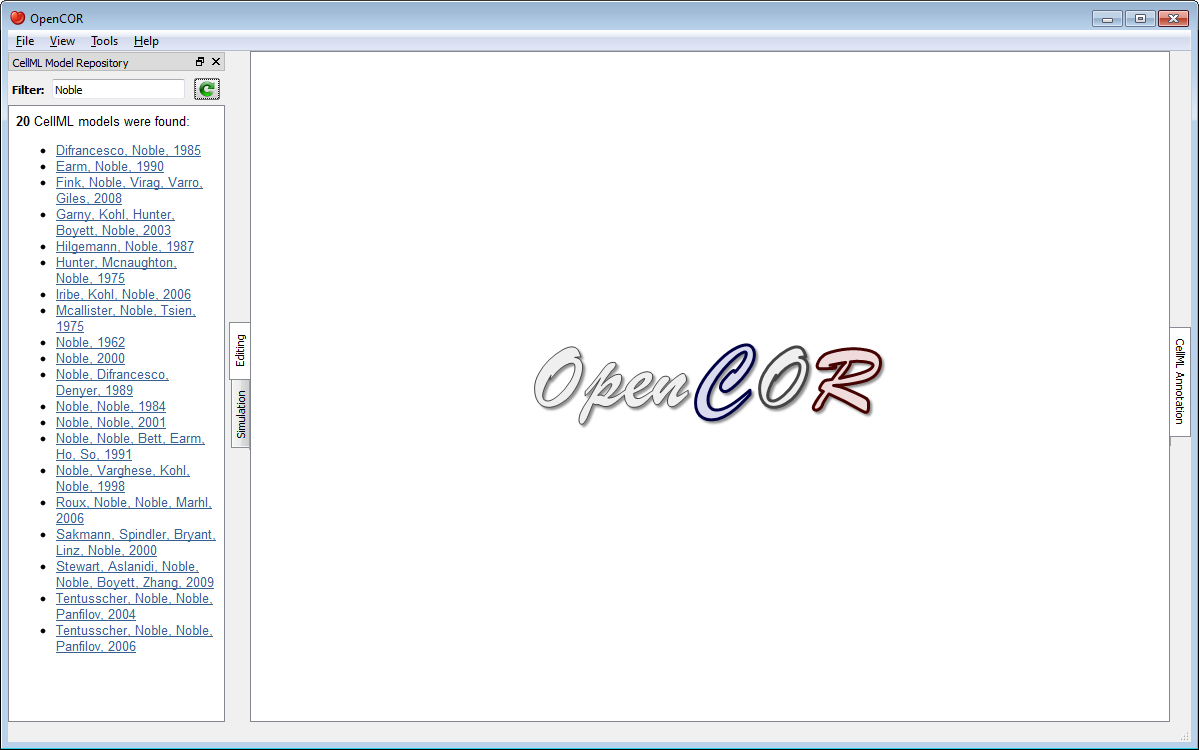 OpenCOR
File View Tools Help
CellML Model Repository
Filter: Noble
20 CellML models were found:
Difrancesco, Noble, 1985
Earm, Noble, 1990
Fink, Noble, Virag, Varro,
Giles, 2008
Garny, Kohl, Hunter,
Boyett, Noble, 2003
Hilgemann, Noble, 1987
Hunter, Mcnaughton,
Noble, 1975
Iribe, Kohl, Noble, 2006
Mcallister, Noble, Tsien,
1975
Noble, 1962
Noble, 2000
Noble, Difrancesco,
Denyer, 1989
Noble, Noble, 1984
Noble, Noble, 2001
Noble, Noble, Bett, Earm,
Ho, So, 1991
Noble, Varghese, Kohl,
Noble, 1998
Roux, Noble, Noble, Marhl,
2006
Sakmann, Spindler, Bryant,
Linz, Noble, 2000
Stewart, Aslanidi, Noble,
Noble, Boyett, Zhang, 2009
Tentusscher, Noble, Noble,
Panfilov, 2004
Tentusscher, Noble, Noble,
Panfilov, 2006
Editing
Simulation
OpenCOR
CellML Annotation